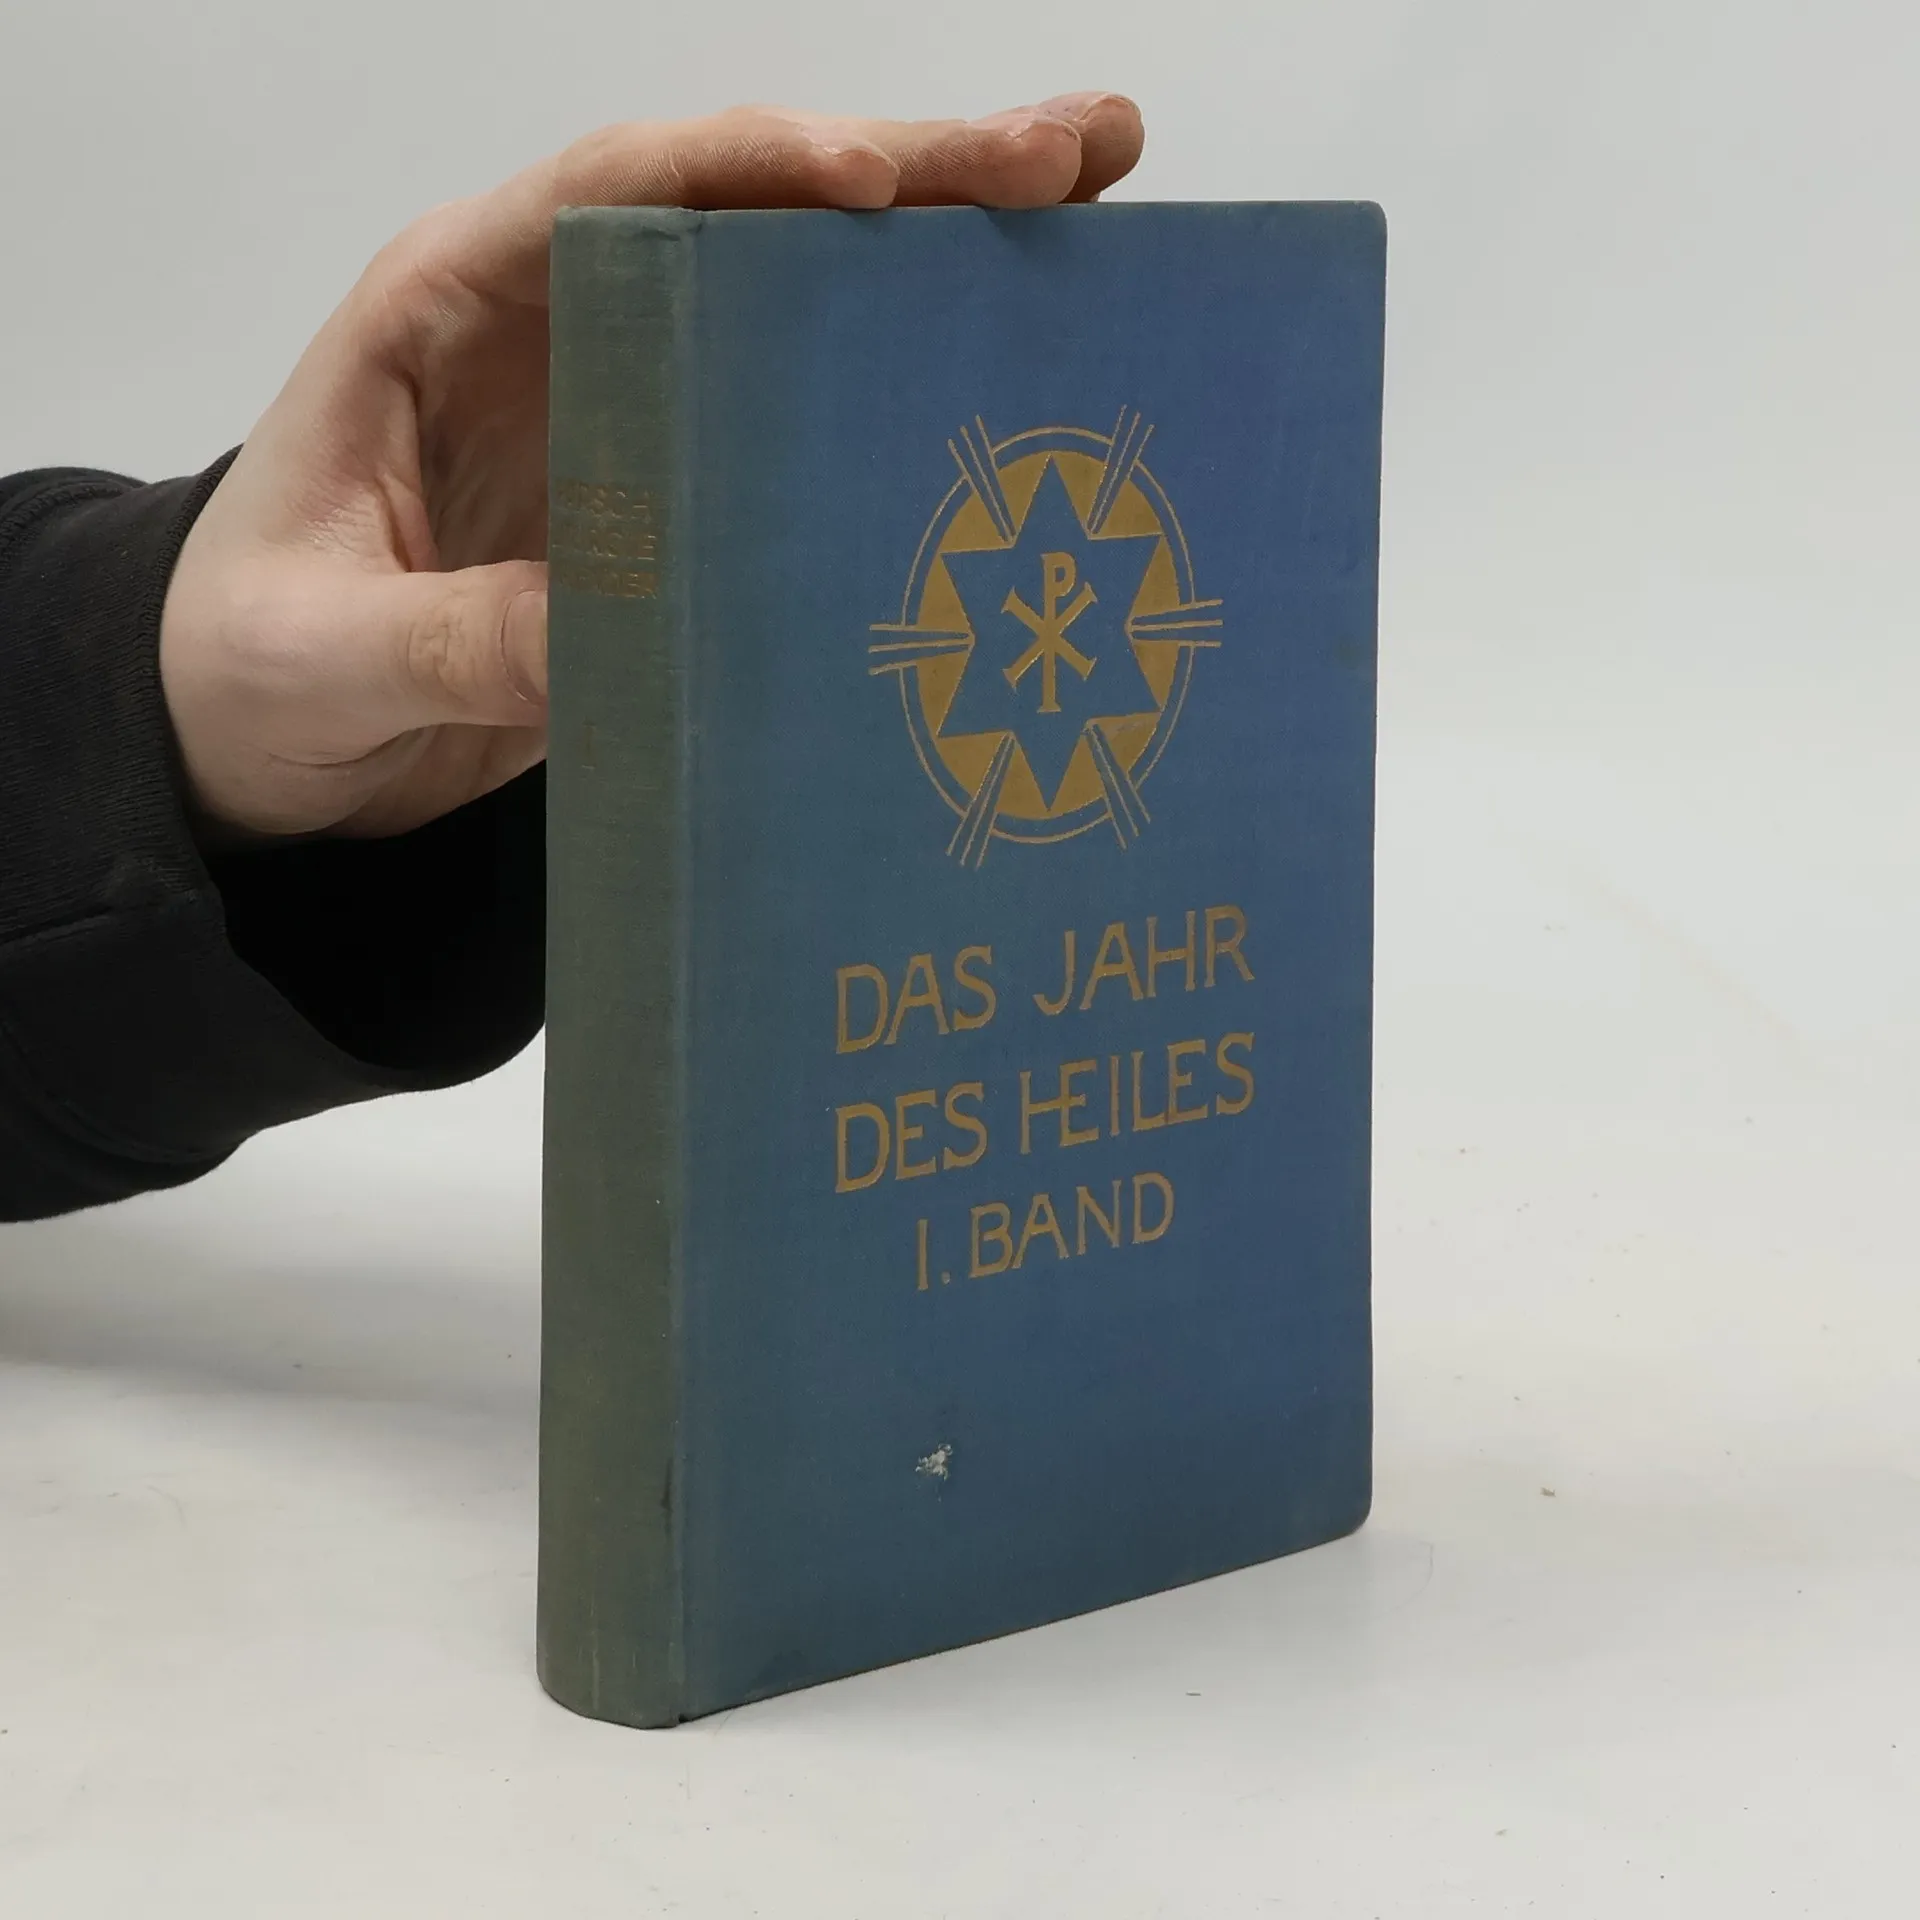 DAS JAHR
DES HEILES
I. BAND
I